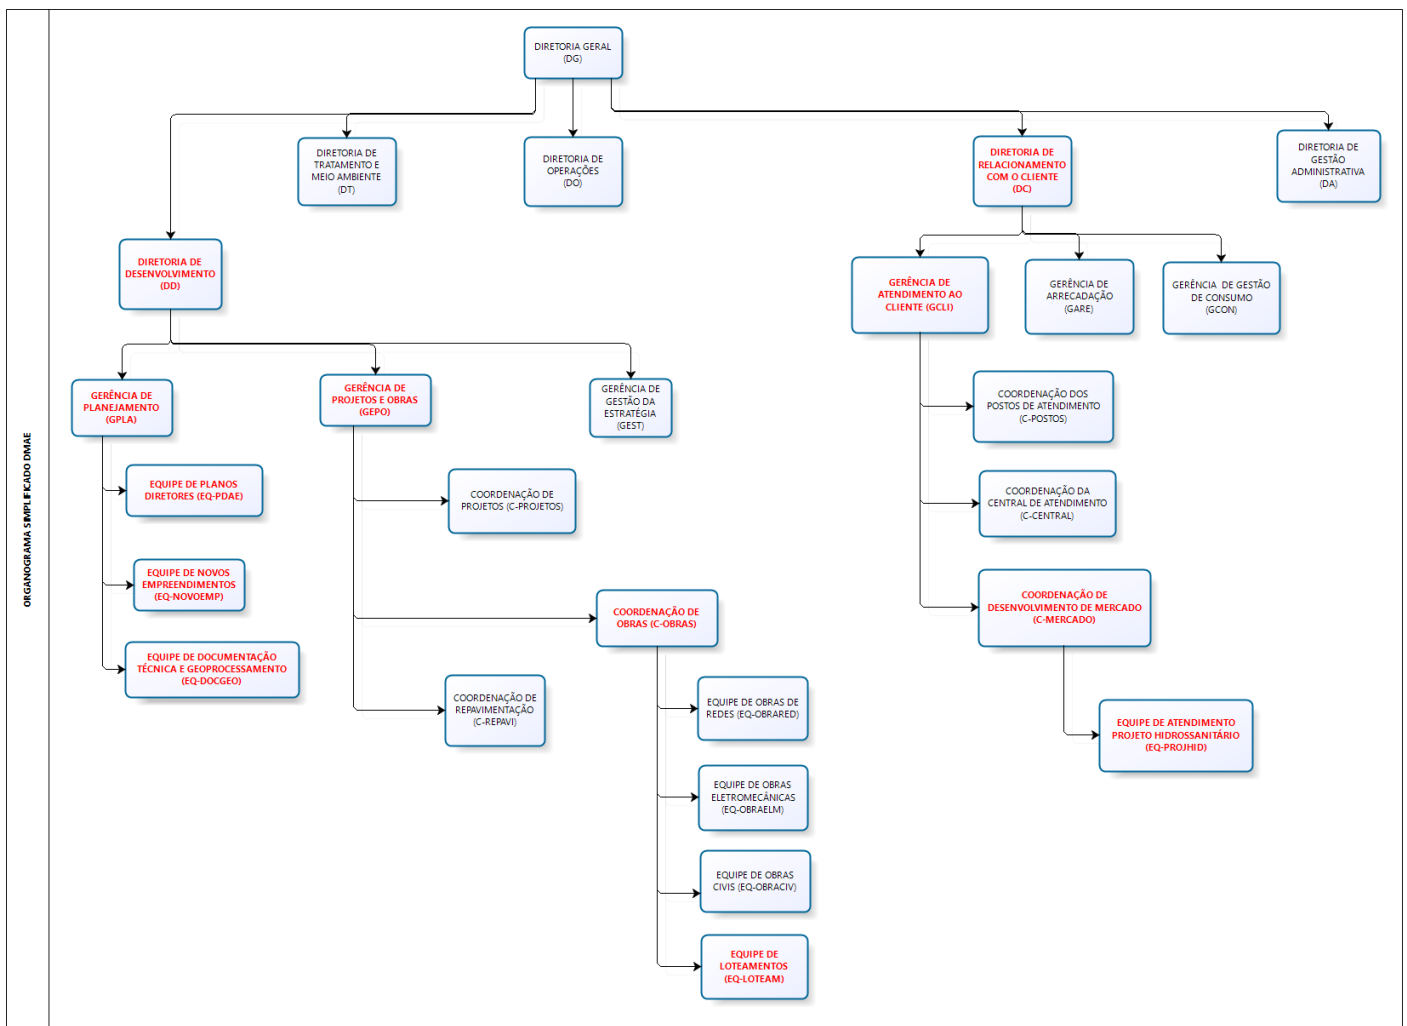 ORGANOGRAMA SIMPLIFICADO DMAE
DIRETORIA GERAL
(DG)
DIRETORIA DE
TRATAMENTO E
MEIO AMBIENTE
(DT)
DIRETORIA DE
OPERAÇÕES
(DO)
DIRETORIA DE
RELACIONAMENTO
COM O CLIENTE
(DC)
DIRETORIA DE
GESTÃO
ADMINISTRATIVA
(DA)
DIRETORIA DE
DESENVOLVIMENTO
(DD)
GERÊNCIA DE
ATENDIMENTO AO
CLIENTE (GCLI)
GERÊNCIA DE
ARRECADAÇÃO
(GARE)
GERÊNCIA  DE GESTÃO
DE CONSUMO
(GCON)
GERÊNCIA DE
PLANEJAMENTO
(GPLA)
GERÊNCIA DE
PROJETOS E OBRAS
(GEPO)
GERÊNCIA DE
GESTÃO DA
ESTRATÉGIA
(GEST)
COORDENAÇÃO DOS
POSTOS DE ATENDIMENTO
(C-POSTOS)
EQUIPE DE PLANOS
DIRETORES (EQ-PDAE)
COORDENAÇÃO DE
PROJETOS (C-PROJETOS)
COORDENAÇÃO DA
CENTRAL DE ATENDIMENTO
(C-CENTRAL)
EQUIPE DE NOVOS
EMPREENDIMENTOS
(EQ-NOVOEMP)
COORDENAÇÃO DE
OBRAS (C-OBRAS)
COORDENAÇÃO DE
DESENVOLVIMENTO DE MERCADO
(C-MERCADO)
EQUIPE DE DOCUMENTAÇÃO
TÉCNICA E GEOPROCESSAMENTO
(EQ-DOCGEO)
COORDENAÇÃO DE
REPAVIMENTAÇÃO
(C-REPAVI)
EQUIPE DE OBRAS DE
REDES (EQ-OBRARED)
EQUIPE DE ATENDIMENTO
PROJETO HIDROSSANITÁRIO
(EQ-PROJHID)
EQUIPE DE OBRAS
ELETROMECÂNICAS
(EQ-OBRAELM)
EQUIPE DE OBRAS
CIVIS (EQ-OBRACIV)
EQUIPE DE
LOTEAMENTOS
(EQ-LOTEAM)